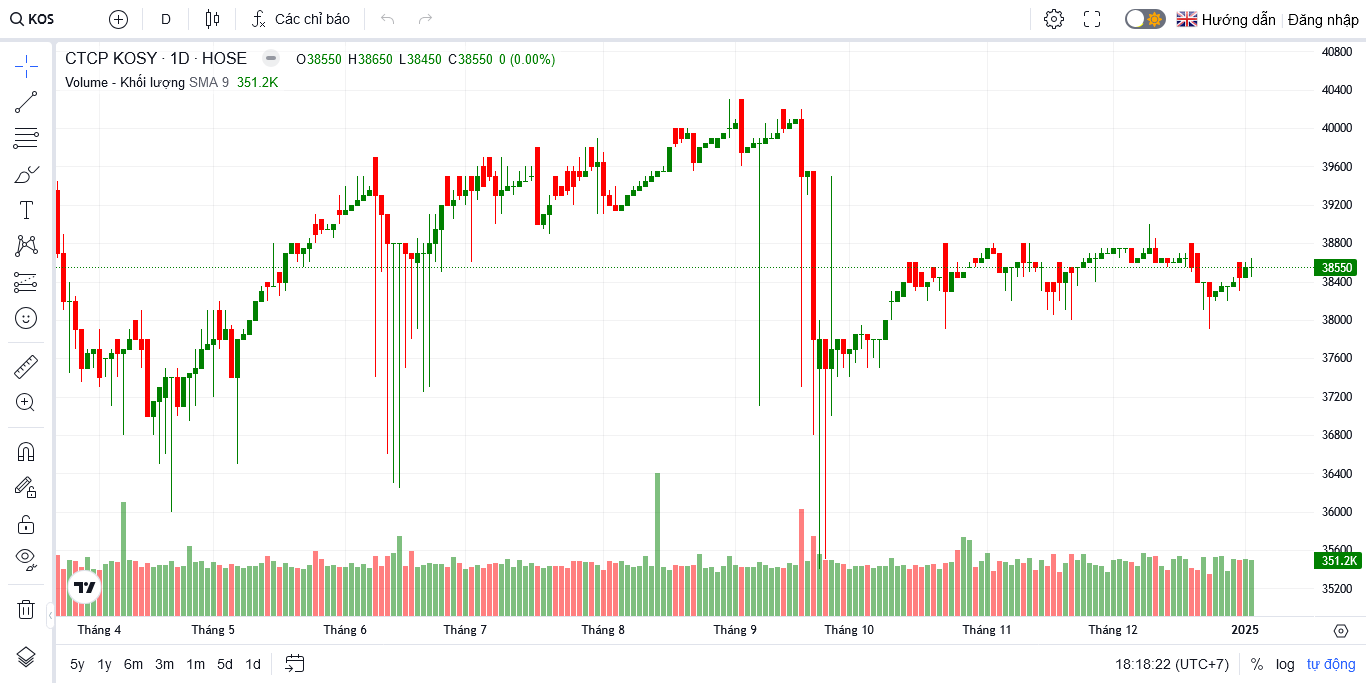 KOS D Các chỉ báo Hướng dẫn Đăng nhập
CTCP KOSY · 1D · HOSE O38550 H38650 L38450 C38550 0 (0.00%)
Volume - Khối lượng SMA 9 351.2K
40800
40400
40000
39600
39200
38800
38550
38400
38000
37600
37200
36800
36400
36000
35600
351.2K
35200
Tháng 4 Tháng 5 Tháng 6 Tháng 7 Tháng 8 Tháng 9 Tháng 10 Tháng 11 Tháng 12 2025
5y 1y 6m 3m 1m 5d 1d 18:18:22 (UTC+7) % log tự động